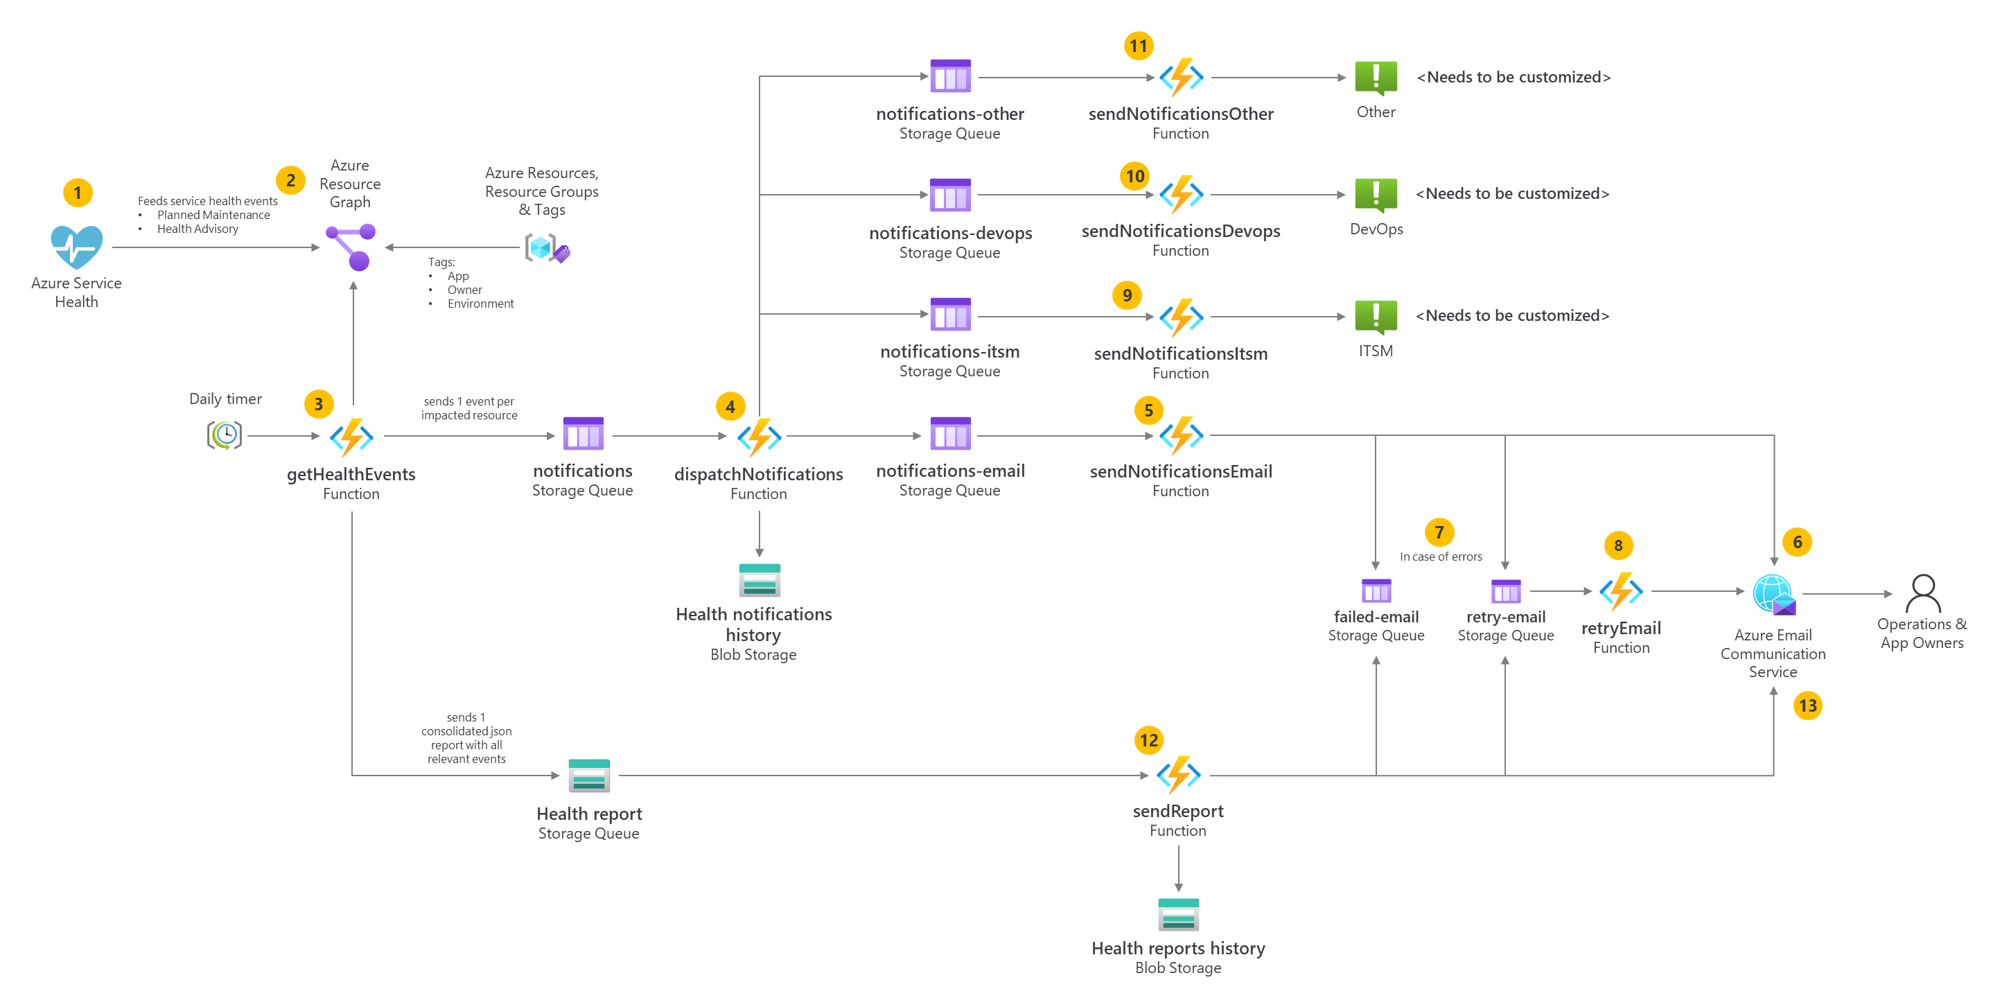 11
<Needs to be customized>
notifications-other
Storage Queue
sendNotificationsOther
Function
Other
1
2
Azure
Resource
Graph
Azure Resources,
Resource Groups
& Tags
Feeds service health events
• Planned Maintenance
• Health Advisory
Azure Service
Health
Tags:
• App
• Owner
• Environment
10
<Needs to be customized>
notifications-devops
Storage Queue
sendNotificationsDevops
Function
DevOps
9
<Needs to be customized>
notifications-itsm
Storage Queue
sendNotificationsItsm
Function
ITSM
Daily timer
3
getHealthEvents
Function
sends 1 event per
impacted resource
notifications
Storage Queue
4
dispatchNotifications
Function
notifications-email
Storage Queue
5
sendNotificationsEmail
Function
Health notifications
history
Blob Storage
7
In case of errors
failed-email
Storage Queue
retry-email
Storage Queue
8
retryEmail
Function
6
Azure Email
Communication
Service
Operations &
App Owners
13
sends 1
consolidated json
report with all
relevant events
Health report
Storage Queue
12
sendReport
Function
Health reports history
Blob Storage